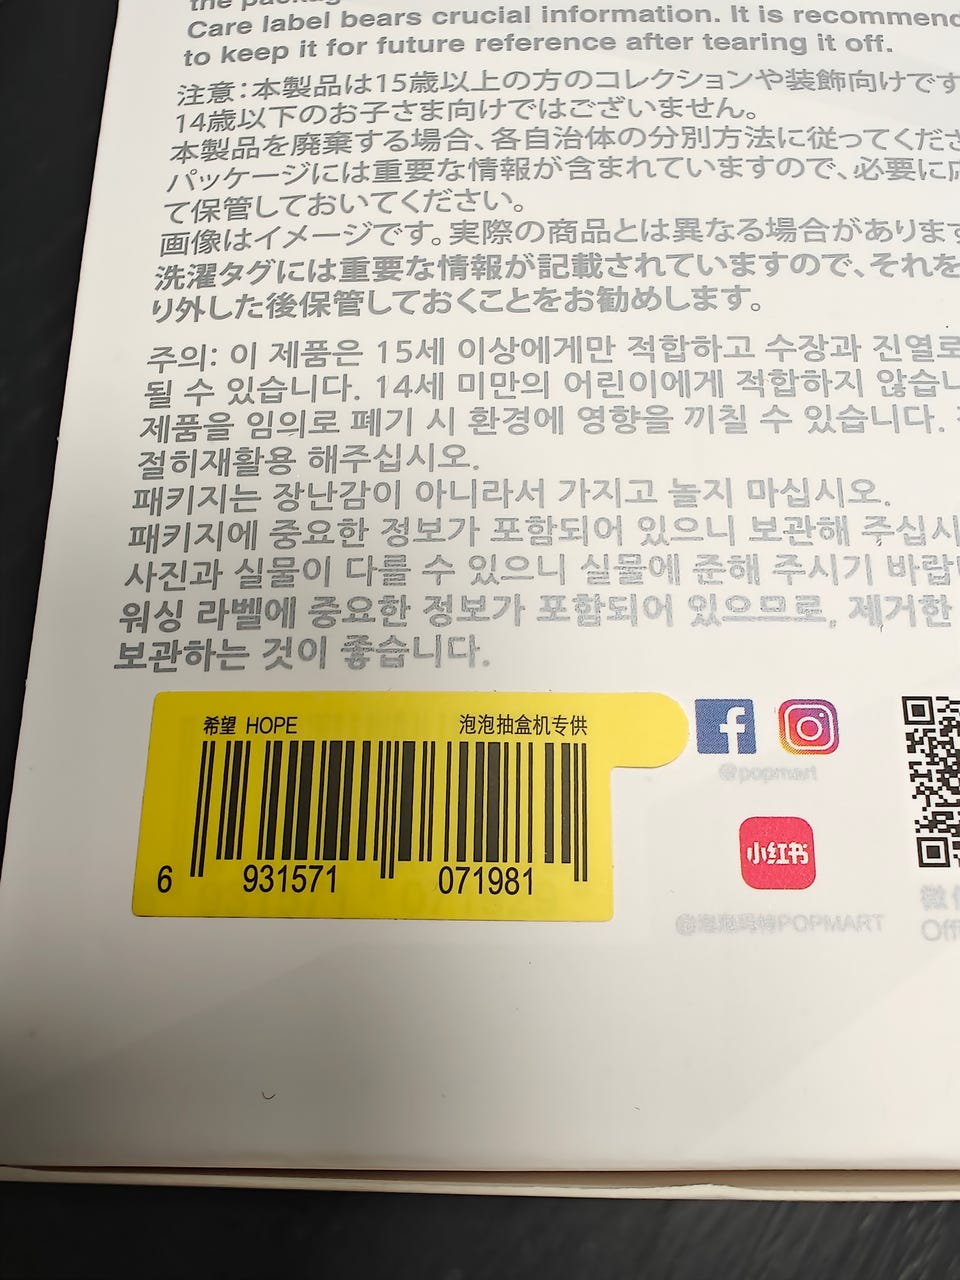 the packag
Care label bears crucial information. It is recommend
to keep it for future reference after tearing it off.
注意：本製品は15歳以上の方のコレクションや装飾向けです
14歳以下のお子さま向けではございません。
本製品を廃棄する場合、各自治体の分別方法に従ってくださ
パッケージには重要な情報が含まれていますので、必要に応
て保管しておいてください。
画像はイメージです。実際の商品とは異なる場合があります
洗濯タグには重要な情報が記載されていますので、それを
り外した後保管しておくことをお勧めします。
주의: 이 제품은 15세 이상에게만 적합하고 수장과 진열로
될 수 있습니다. 14세 미만의 어린이에게 적합하지 않습니
제품을 임의로 폐기 시 환경에 영향을 끼칠 수 있습니다.
절히재활용 해주십시오.
패키지는 장난감이 아니라서 가지고 놀지 마십시오.
패키지에 중요한 정보가 포함되어 있으니 보관해 주십시
사진과 실물이 다를 수 있으니 실물에 준해 주시기 바랍
워싱 라벨에 중요한 정보가 포함되어 있으므로, 제거한
보관하는 것이 좋습니다.
希望 HOPE 泡泡抽盒机专供
6 931571 071981
@popmart
小红书
@泡泡玛特POPMART
微信
Offi